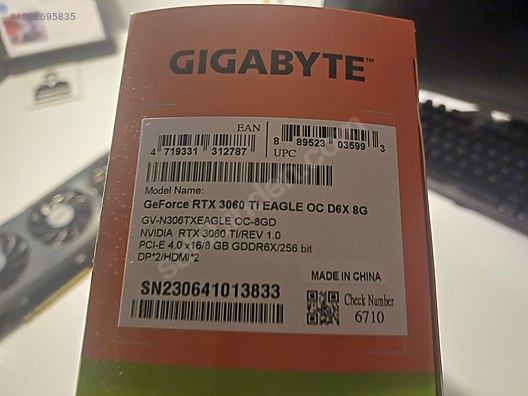 #1292695835
GIGABYTE™
EAN
4 719331 312787
8 89523 03599 3
UPC
Model Name:
GeForce RTX 3060 Ti EAGLE OC D6X 8G
GV-N306TXEAGLE OC-8GD
NVIDIA RTX 3060 TI/REV 1.0
PCI-E 4.0 x16/8 GB GDDR6X/256 bit
DP*2/HDMI*2
MADE IN CHINA
SN230641013833
Check Number
6710